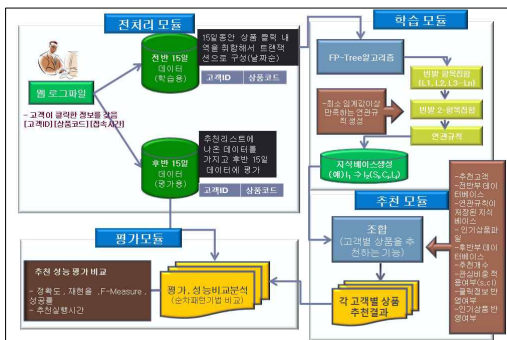 전처리 모듈
전반 15일
데이터
(학습용)
15일동안 상품 클릭 내
역을 취합해서 트랜잭
션으로 구성(날짜순)
고객ID 상품코드
웹 로그파일
- 고객이 클릭한 정보를 담음
[고객ID][상품코드][접속시간]
후반 15일
데이터
(평가용)
추천리스트에
나온 데이터를
가지고 후반 15일
데이터에 평가
고객ID 상품코드
학습 모듈
FP-Tree알고리즘
빈발 항목집합
(L1, L2, L3… Ln)
빈발 2-항목집합
연관규칙
-최소 임계값이상
만족하는 연관규
칙 생성
지식 베이스생성
추천 모듈
조합
(고객별 상품을 추
천하는 기능)
각 고객별 상품
추천결과
-추천고객
-전반부 데이
터베이스
-연관규칙이
저장된 지식
베이스
-인기상품파
일
-후반부 데이
터베이스
-추천개수
-관심비중 적
용여부(s,c)
-클릭정보 반
영여부
-인기상품 반
영여부
평가모듈
추천 성능 평가 비교
- 정확도, 재현율, F-Measure,
성공률
- 추천실행시간
평가, 성능비교분석
(순차패턴기법 비교)